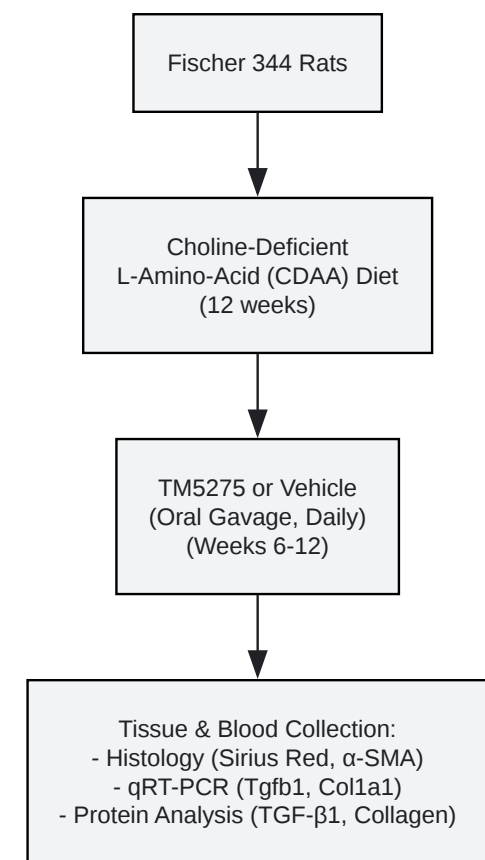 Fischer 344 Rats
Choline-Deficient
L-Amino-Acid (CDAA) Diet
(12 weeks)
TM5275 or Vehicle
(Oral Gavage, Daily)
(Weeks 6-12)
Tissue & Blood Collection:
- Histology (Sirius Red, α-SMA)
- qRT-PCR (Tgfb1, Col1a1)
- Protein Analysis (TGF-β1, Collagen)